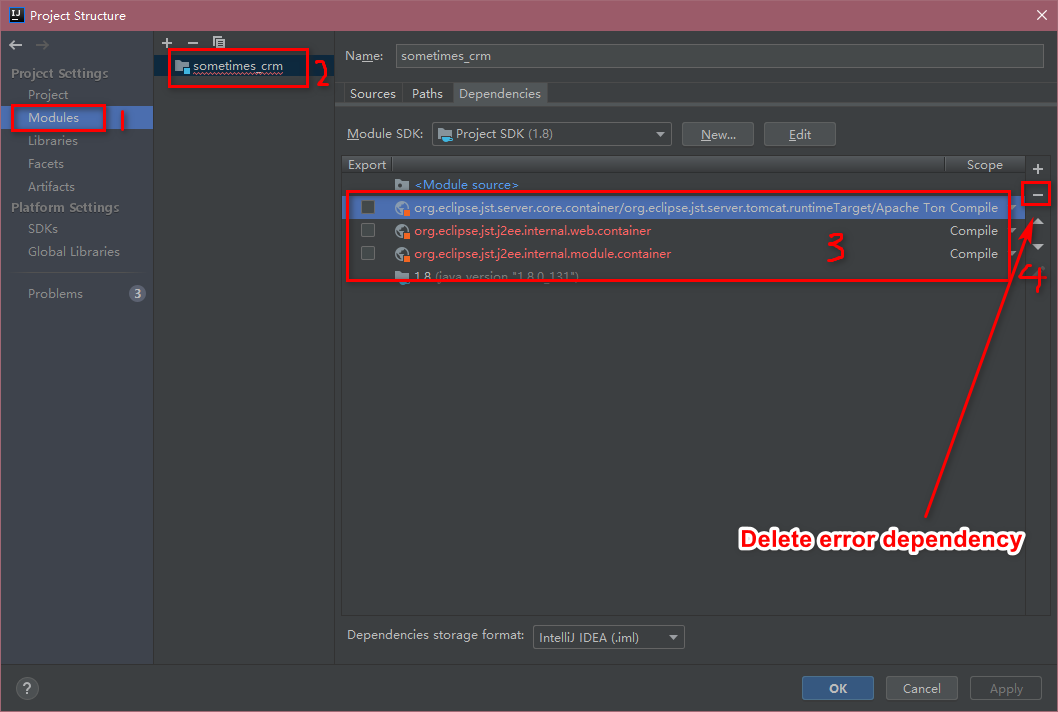 Project Structure
Project Settings
Project
Modules
1
Libraries
Facets
Artifacts
Platform Settings
SDKs
Global Libraries
Problems 3
sometimes_crm
2
Name: sometimes_crm
Sources Paths Dependencies
Module SDK: Project SDK (1.8) New... Edit
Export Scope
<Module source>
org.eclipse.jst.server.core.container/org.eclipse.jst.server.tomcat.runtimeTarget/Apache Tom Compile
org.eclipse.jst.j2ee.internal.web.container Compile
3
org.eclipse.jst.j2ee.internal.module.container Compile
4
1.8 (java version "1.8.0_131")
Delete error dependency
Dependencies storage format: IntelliJ IDEA (.iml)
? OK Cancel Apply